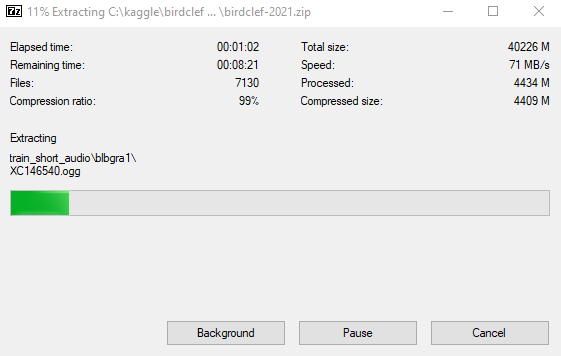 7z 11% Extracting C:\kaggle\birdclef ... \birdclef-2021.zip
Elapsed time: 00:01:02 Total size: 40226 M
Remaining time: 00:08:21 Speed: 71 MB/s
Files: 7130 Processed: 4434 M
Compression ratio: 99% Compressed size: 4409 M
Extracting
train_short_audio\blbgra1\
XC146540.ogg
Background Pause Cancel